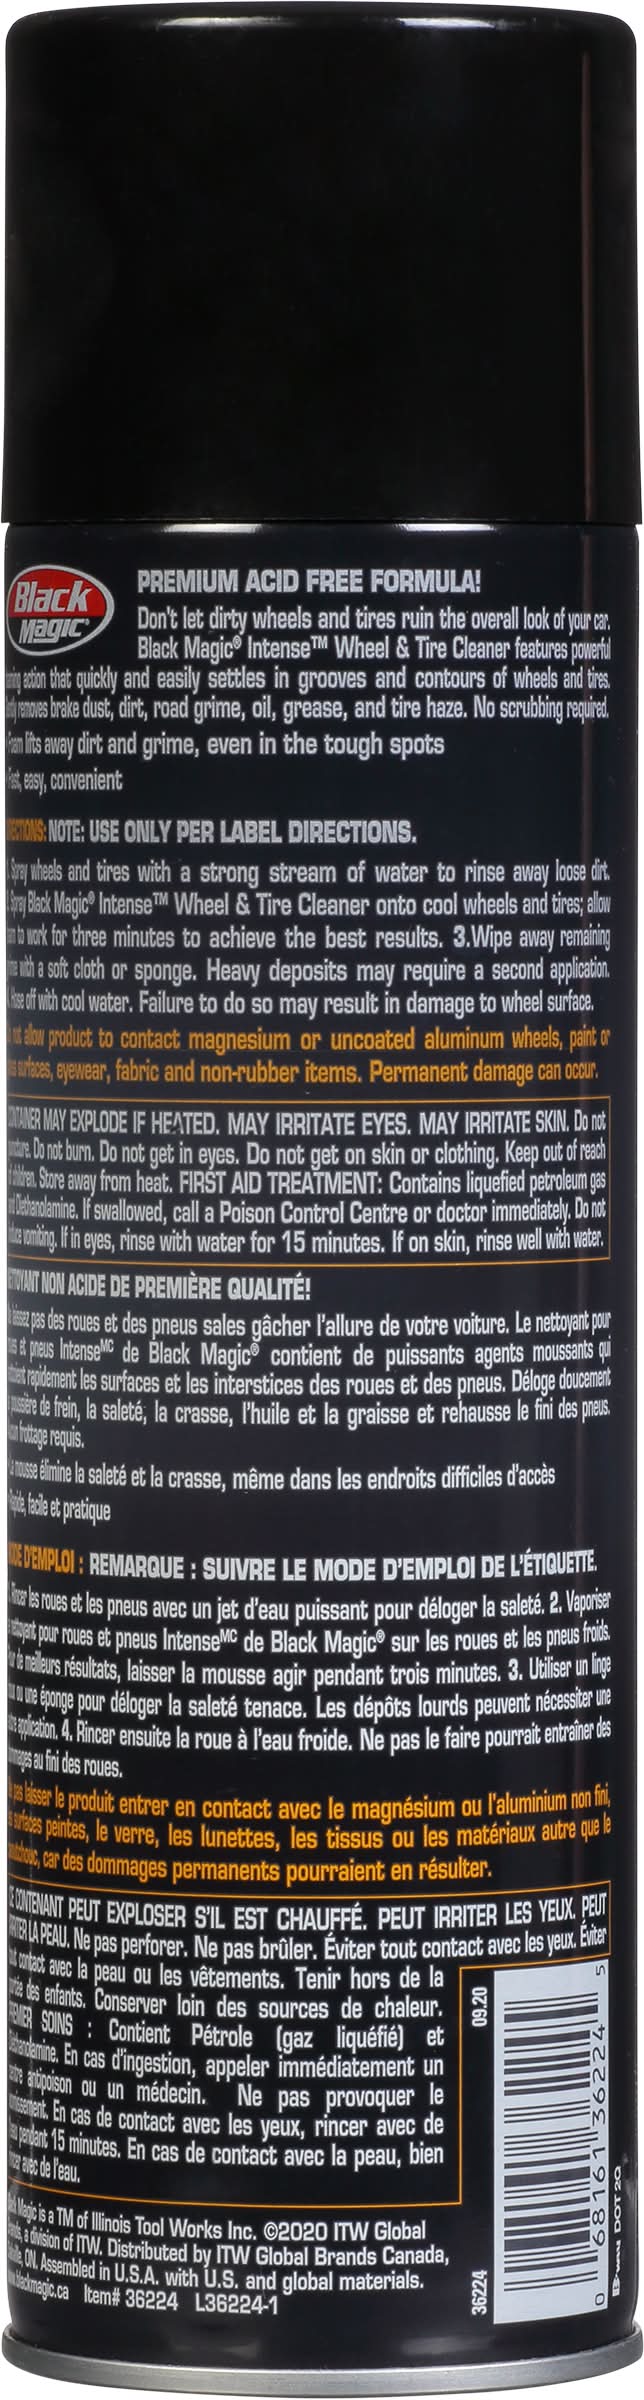 Black
Magic®
PREMIUM ACID FREE FORMULA!
Don't let dirty wheels and tires ruin the overall look of your car.
Black Magic® Intense™ Wheel & Tire Cleaner features powerful
action that quickly and easily settles in grooves and contours of wheels and tires.
removes brake dust, dirt, road grime, oil, grease, and tire haze. No scrubbing required.
Foam lifts away dirt and grime, even in the tough spots
Fast, easy, convenient
NOTE: USE ONLY PER LABEL DIRECTIONS.
Spray wheels and tires with a strong stream of water to rinse away loose dirt.
Spray Black Magic® Intense™ Wheel & Tire Cleaner onto cool wheels and tires; allow
to work for three minutes to achieve the best results. 3.Wipe away remaining
with a soft cloth or sponge. Heavy deposits may require a second application.
Hose off with cool water. Failure to do so may result in damage to wheel surface.
not allow product to contact magnesium or uncoated aluminum wheels, paint or
surfaces, eyewear, fabric and non-rubber items. Permanent damage can occur.
CONTAINER MAY EXPLODE IF HEATED. MAY IRRITATE EYES. MAY IRRITATE SKIN. Do not
Do not burn. Do not get in eyes. Do not get on skin or clothing. Keep out of reach
children. Store away from heat. FIRST AID TREATMENT: Contains liquefied petroleum gas
Diethanolamine. If swallowed, call a Poison Control Centre or doctor immediately. Do not
vomiting. If in eyes, rinse with water for 15 minutes. If on skin, rinse well with water.
NETTOYANT NON ACIDE DE PREMIÈRE QUALITÉ!
laissez pas des roues et des pneus sales gâcher l'allure de votre voiture. Le nettoyant pour
et pneus Intense MC de Black Magic® contient de puissants agents moussants qui
rapidement les surfaces et les interstices des roues et des pneus. Déloge doucement
poussière de frein, la saleté, la crasse, l'huile et la graisse et rehausse le fini des pneus.
frottage requis.
La mousse élimine la saleté et la crasse, même dans les endroits difficiles d'accès
Rapide, facile et pratique
D'EMPLOI : REMARQUE : SUIVRE LE MODE D'EMPLOI DE L'ÉTIQUETTE.
Rincer les roues et les pneus avec un jet d'eau puissant pour déloger la saleté. 2. Vaporiser
nettoyant pour roues et pneus Intense MC de Black Magic® sur les roues et les pneus froids.
de meilleurs résultats, laisser la mousse agir pendant trois minutes. 3. Utiliser un linge
ou une éponge pour déloger la saleté tenace. Les dépôts lourds peuvent nécessiter une
application. 4. Rincer ensuite la roue à l'eau froide. Ne pas le faire pourrait entraîner des
au fini des roues.
pas laisser le produit entrer en contact avec le magnésium ou l'aluminium non fini,
surfaces peintes, le verre, les lunettes, les tissus ou les matériaux autre que le
caoutchouc, car des dommages permanents pourraient en résulter.
CE CONTENANT PEUT EXPLOSER S'IL EST CHAUFFÉ. PEUT IRRITER LES YEUX. PEUT
LA PEAU. Ne pas perforer. Ne pas brûler. Éviter tout contact avec les yeux. Éviter
contact avec la peau ou les vêtements. Tenir hors de la
des enfants. Conserver loin des sources de chaleur.
SOINS : Contient Pétrole (gaz liquéfié) et
En cas d'ingestion, appeler immédiatement un
antipoison ou un médecin. Ne pas provoquer le
En cas de contact avec les yeux, rincer avec de
pendant 15 minutes. En cas de contact avec la peau, bien
avec de l'eau.
Black Magic is a TM of Illinois Tool Works Inc. ©2020 ITW Global
a division of ITW. Distributed by ITW Global Brands Canada,
ON. Assembled in U.S.A. with U.S. and global materials.
blackmagic.ca Item# 36224 L36224-1
09.20
36224
0 68161 36224 5
DOT 2Q